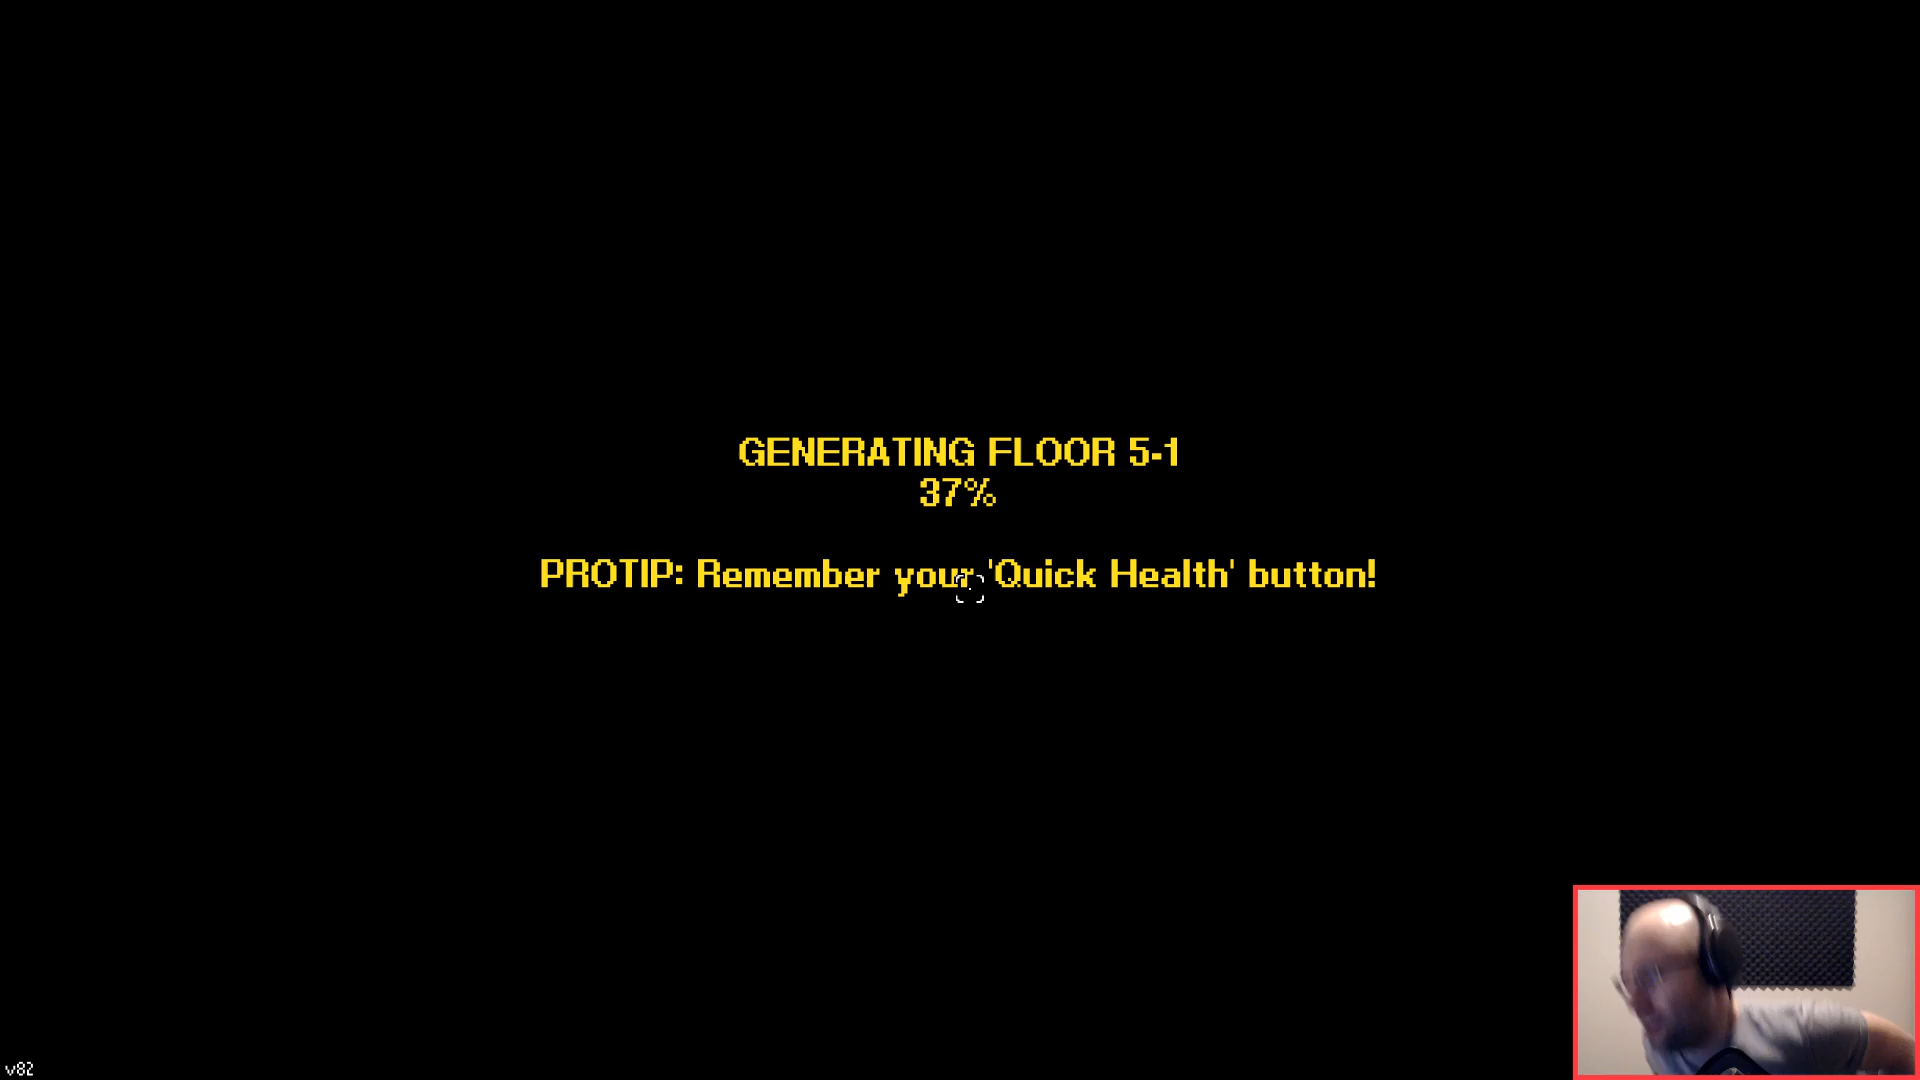 GENERATING FLOOR 5-1
37%
PROTIP: Remember your 'Quick Health' button!
v82